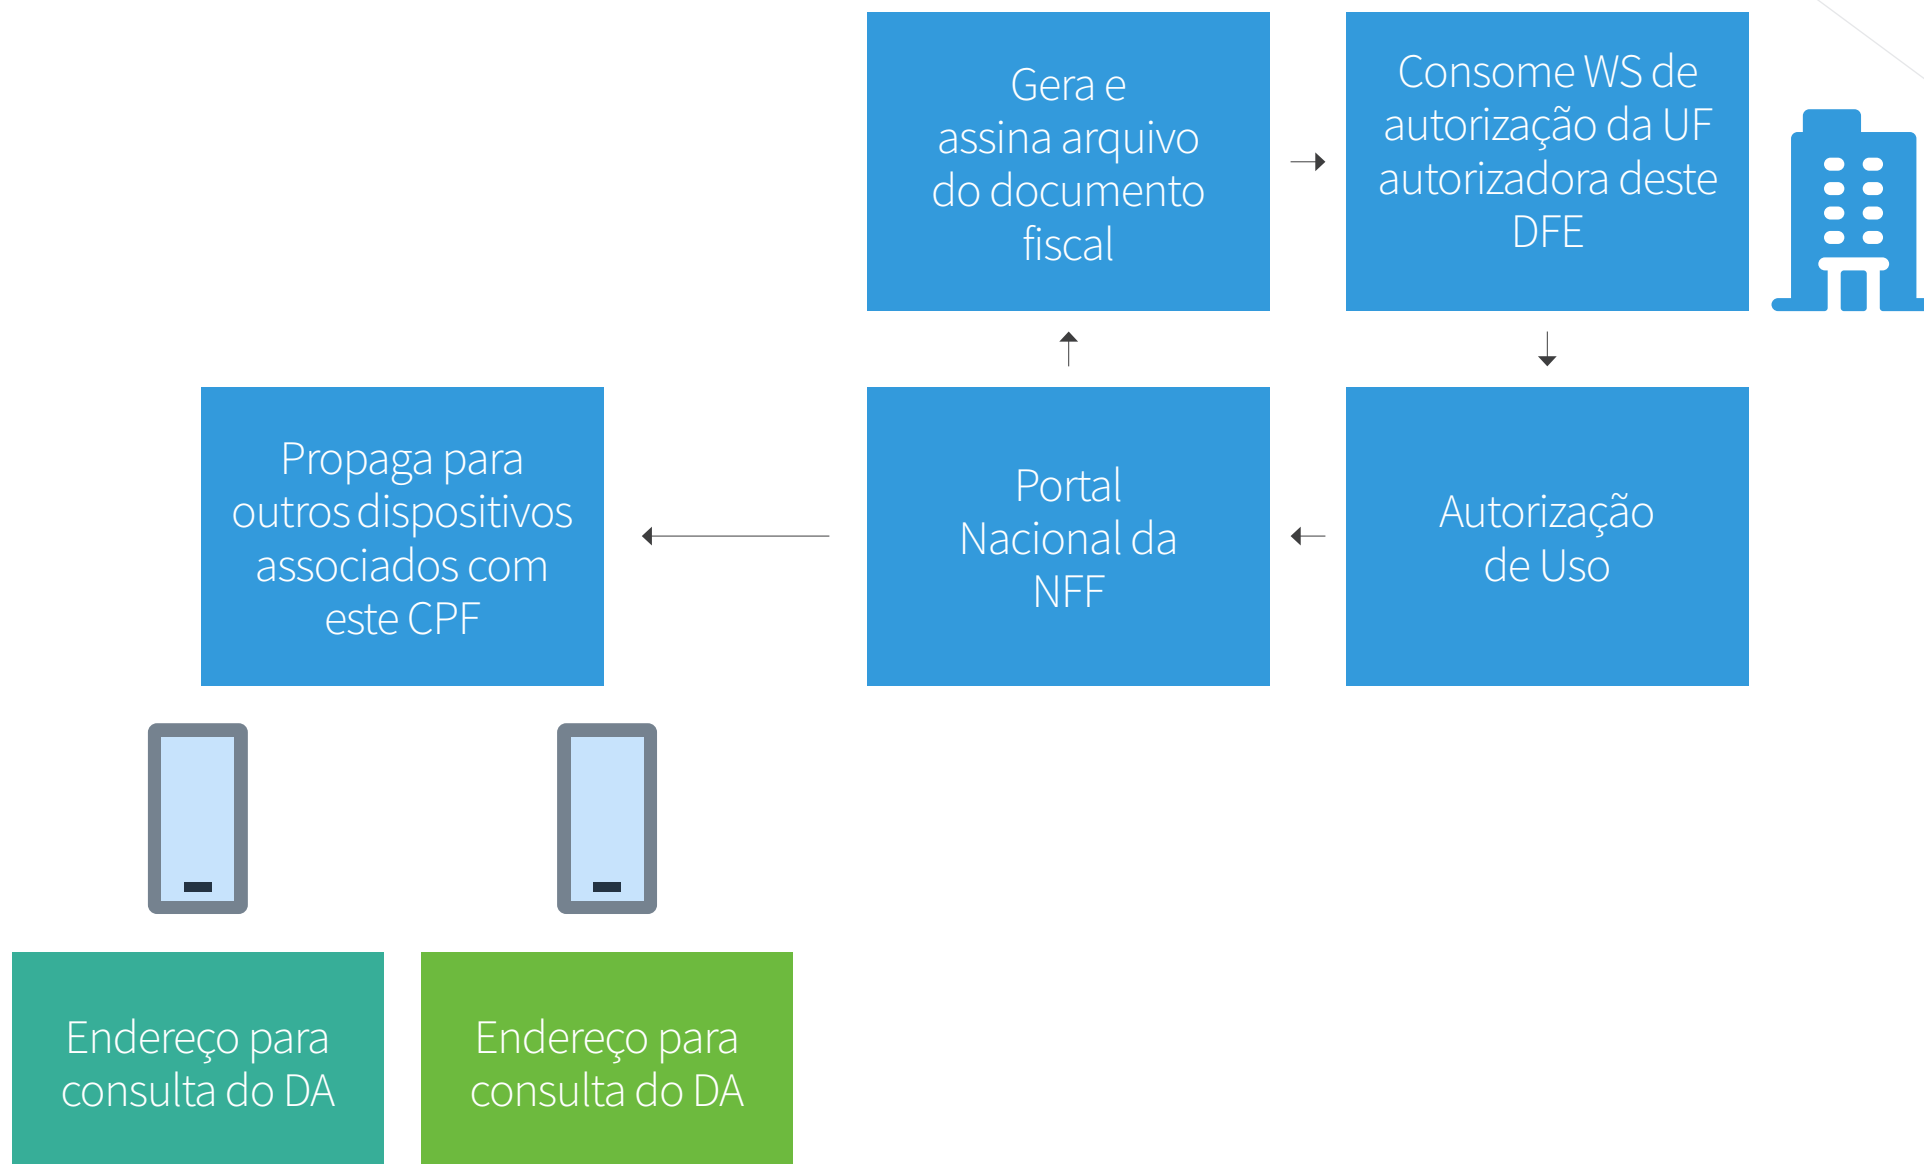 Gera e
assina arquivo
do documento
fiscal
Consome WS de
autorização da UF
autorizadora deste
DFE
Propaga para
outros dispositivos
associados com
este CPF
Portal
Nacional da
NFF
Autorização
de Uso
Endereço para
consulta do DA
Endereço para
consulta do DA